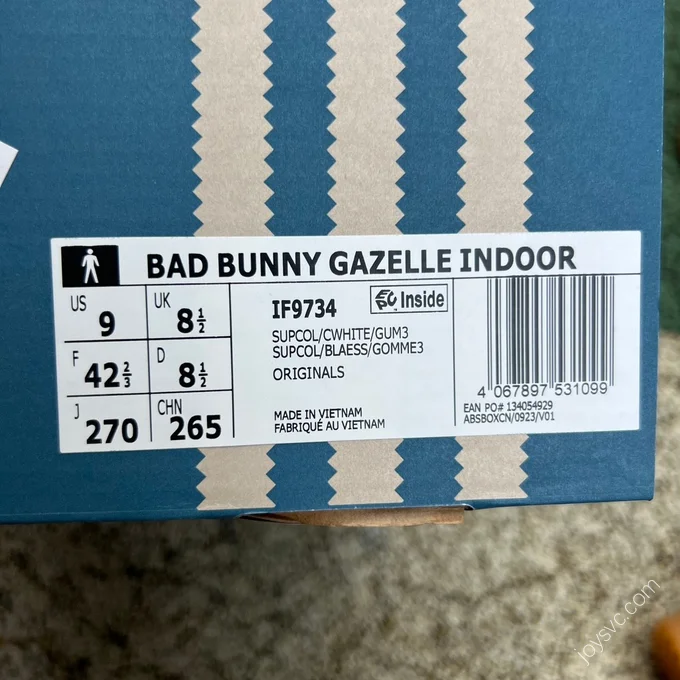 BAD BUNNY GAZELLE INDOOR
US 9
UK 8½
F 42⅔
D 8½
J 270
CHN 265
IF9734
Inside
SUPCOL/CWHITE/GUM3
SUPCOL/BLAESS/GOMME3
ORIGINALS
MADE IN VIETNAM
FABRIQUÉ AU VIETNAM
4 067897 531099
EAN PO# 134054929
ABSBOXCN/0923/V01
joysvc.com